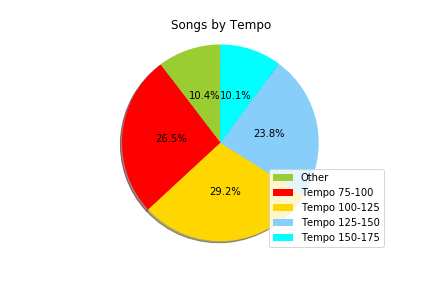 Songs by Tempo
10.4%
10.1%
26.5%
23.8%
29.2%
Other
Tempo 75-100
Tempo 100-125
Tempo 125-150
Tempo 150-175